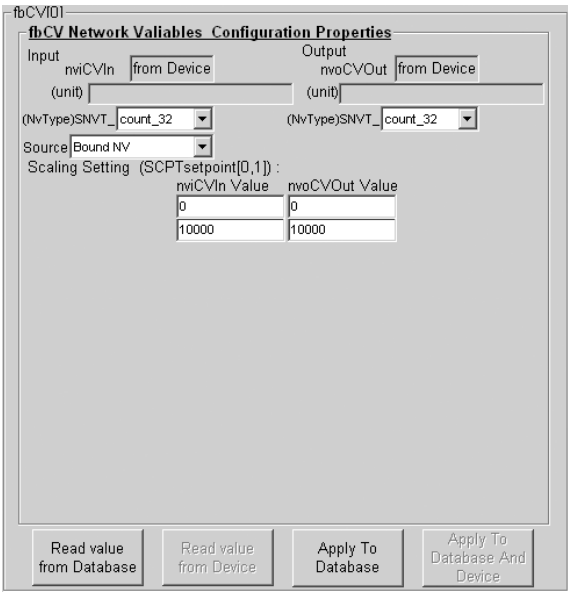 fbCV[0]
fbCV Network Valiables Configuration Properties
Input Output
nviCVIn from Device nvoCVOut from Device
(unit) (unit)
(NvType)SNVT_ count_32 (NvType)SNVT_ count_32
Source Bound NV
Scaling Setting (SCPTsetpoint[0,1]) :
nviCVIn Value nvoCVOut Value
0 0
10000 10000
Read value Read value Apply To Apply To
from Database from Device Database Database And
Device